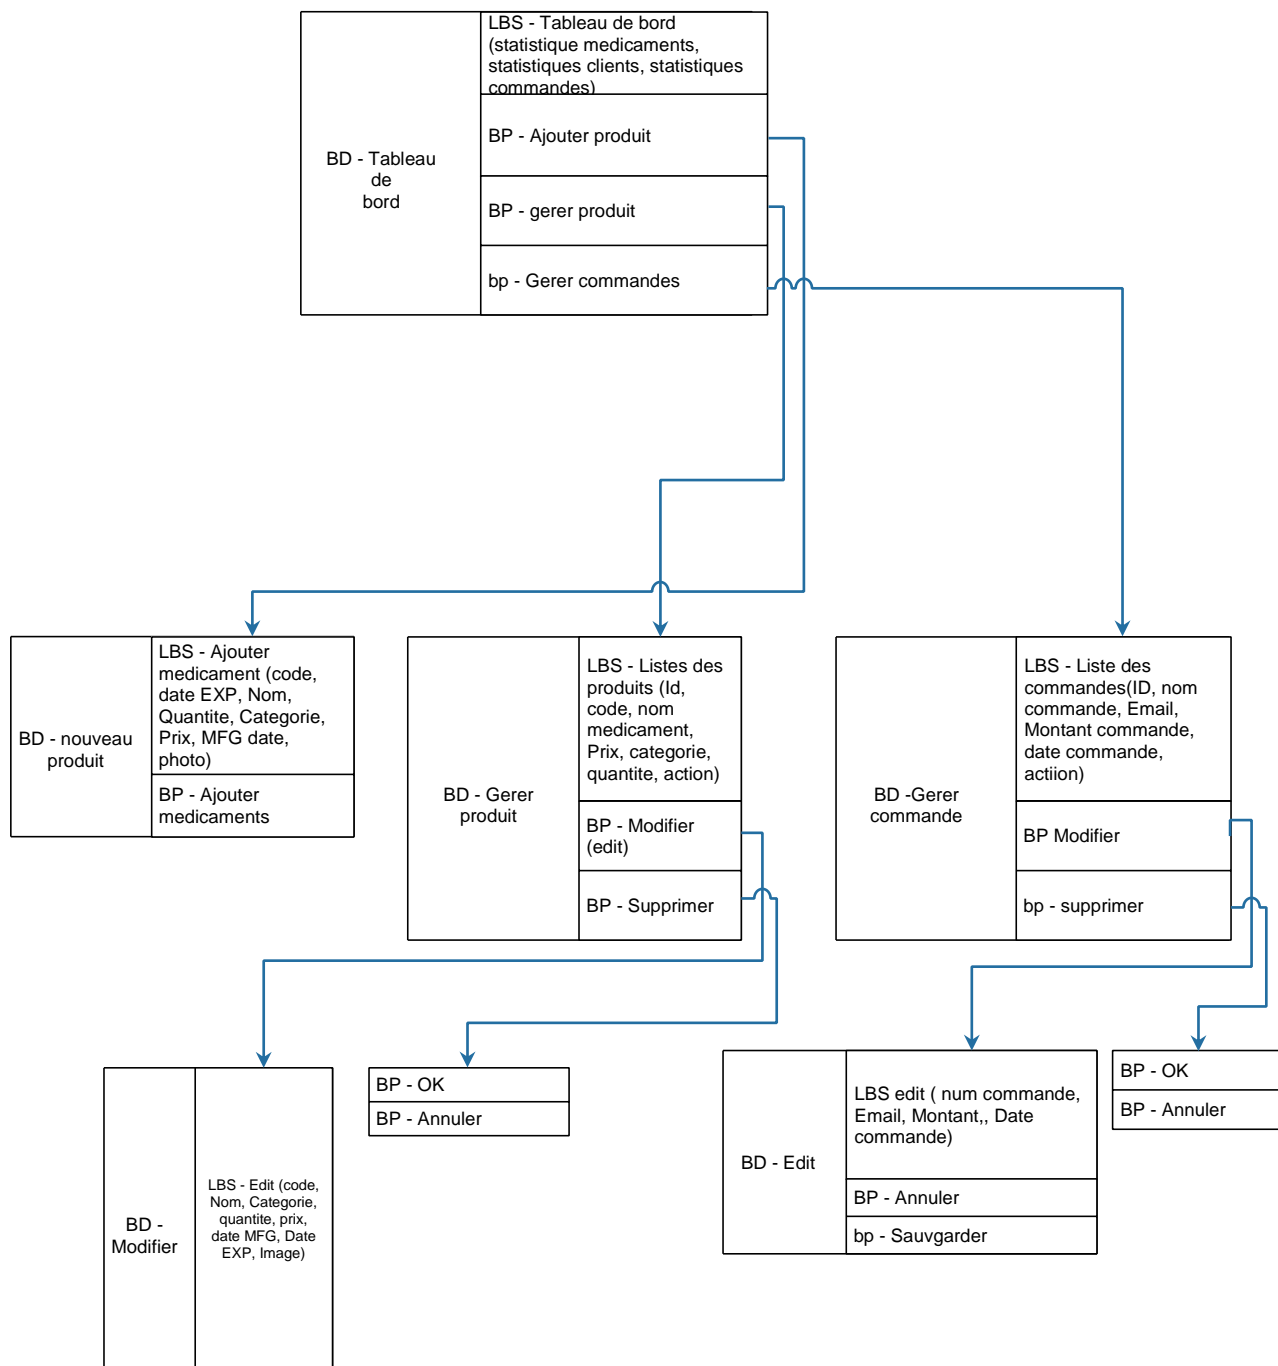 LBS - Tableau de bord
(statistique medicaments,
statistiques clients, statistiques
commandes)
BD - Tableau
de
bord
BP - Ajouter produit
BP - gerer produit
bp - Gerer commandes
BD - nouveau
produit
LBS - Ajouter
medicament (code,
date EXP, Nom,
Quantite, Categorie,
Prix, MFG date,
photo)
BP - Ajouter
medicaments
BD - Gerer
produit
LBS - Listes des
produits (Id,
code, nom
medicament,
Prix, categorie,
quantite, action)
BP - Modifier
(edit)
BP - Supprimer
BD -Gerer
commande
LBS - Liste des
commandes(ID, nom
commande, Email,
Montant commande,
date commande,
actiion)
BP Modifier
bp - supprimer
BD -
Modifier
LBS - Edit (code,
Nom, Categorie,
quantite, prix,
date MFG, Date
EXP, Image)
BP - OK
BP - Annuler
BD - Edit
LBS edit ( num commande,
Email, Montant,, Date
commande)
BP - Annuler
bp - Sauvgarder
BP - OK
BP - Annuler